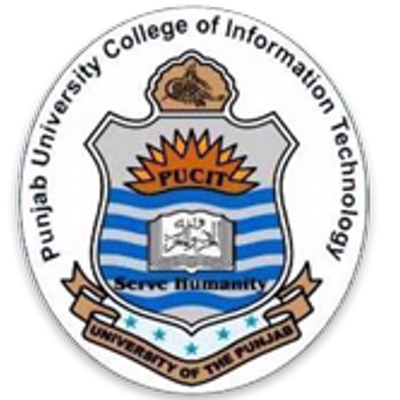 Punjab University College of Information Technology
PUCIT
Serve Humanity
UNIVERSITY OF THE PUNJAB